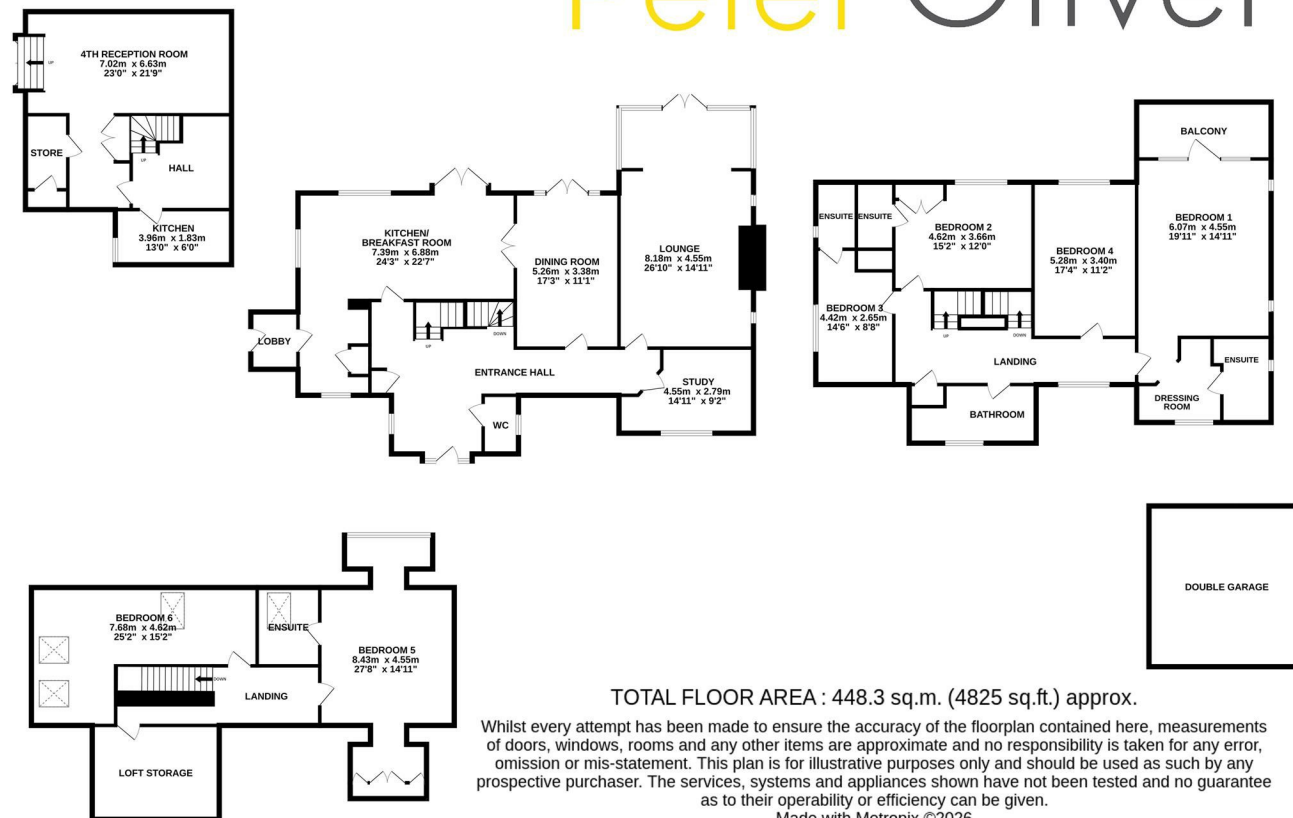 Peter Oliver
4TH RECEPTION ROOM
7.02m x 6.63m
23'0" x 21'9"
UP
STORE
UP
HALL
KITCHEN
3.96m x 1.83m
13'0" x 6'0"
KITCHEN/
BREAKFAST ROOM
7.39m x 6.88m
24'3" x 22'7"
DINING ROOM
5.26m x 3.38m
17'3" x 11'1"
LOUNGE
8.18m x 4.55m
26'10" x 14'11"
LOBBY
UP
DOWN
ENTRANCE HALL
STUDY
4.55m x 2.79m
14'11" x 9'2"
WC
BALCONY
ENSUITE
ENSUITE
BEDROOM 2
4.62m x 3.66m
15'2" x 12'0"
BEDROOM 4
5.28m x 3.40m
17'4" x 11'2"
BEDROOM 1
6.07m x 4.55m
19'11" x 14'11"
BEDROOM 3
4.42m x 2.65m
14'6" x 8'8"
UP
DOWN
LANDING
ENSUITE
DRESSING
ROOM
BATHROOM
BEDROOM 6
7.68m x 4.62m
25'2" x 15'2"
ENSUITE
BEDROOM 5
8.43m x 4.55m
27'8" x 14'11"
DOWN
LANDING
LOFT STORAGE
DOUBLE GARAGE
TOTAL FLOOR AREA : 448.3 sq.m. (4825 sq.ft.) approx.
Whilst every attempt has been made to ensure the accuracy of the floorplan contained here, measurements
of doors, windows, rooms and any other items are approximate and no responsibility is taken for any error,
omission or mis-statement. This plan is for illustrative purposes only and should be used as such by any
prospective purchaser. The services, systems and appliances shown have not been tested and no guarantee
as to their operability or efficiency can be given.
Made with Metropix ©2026